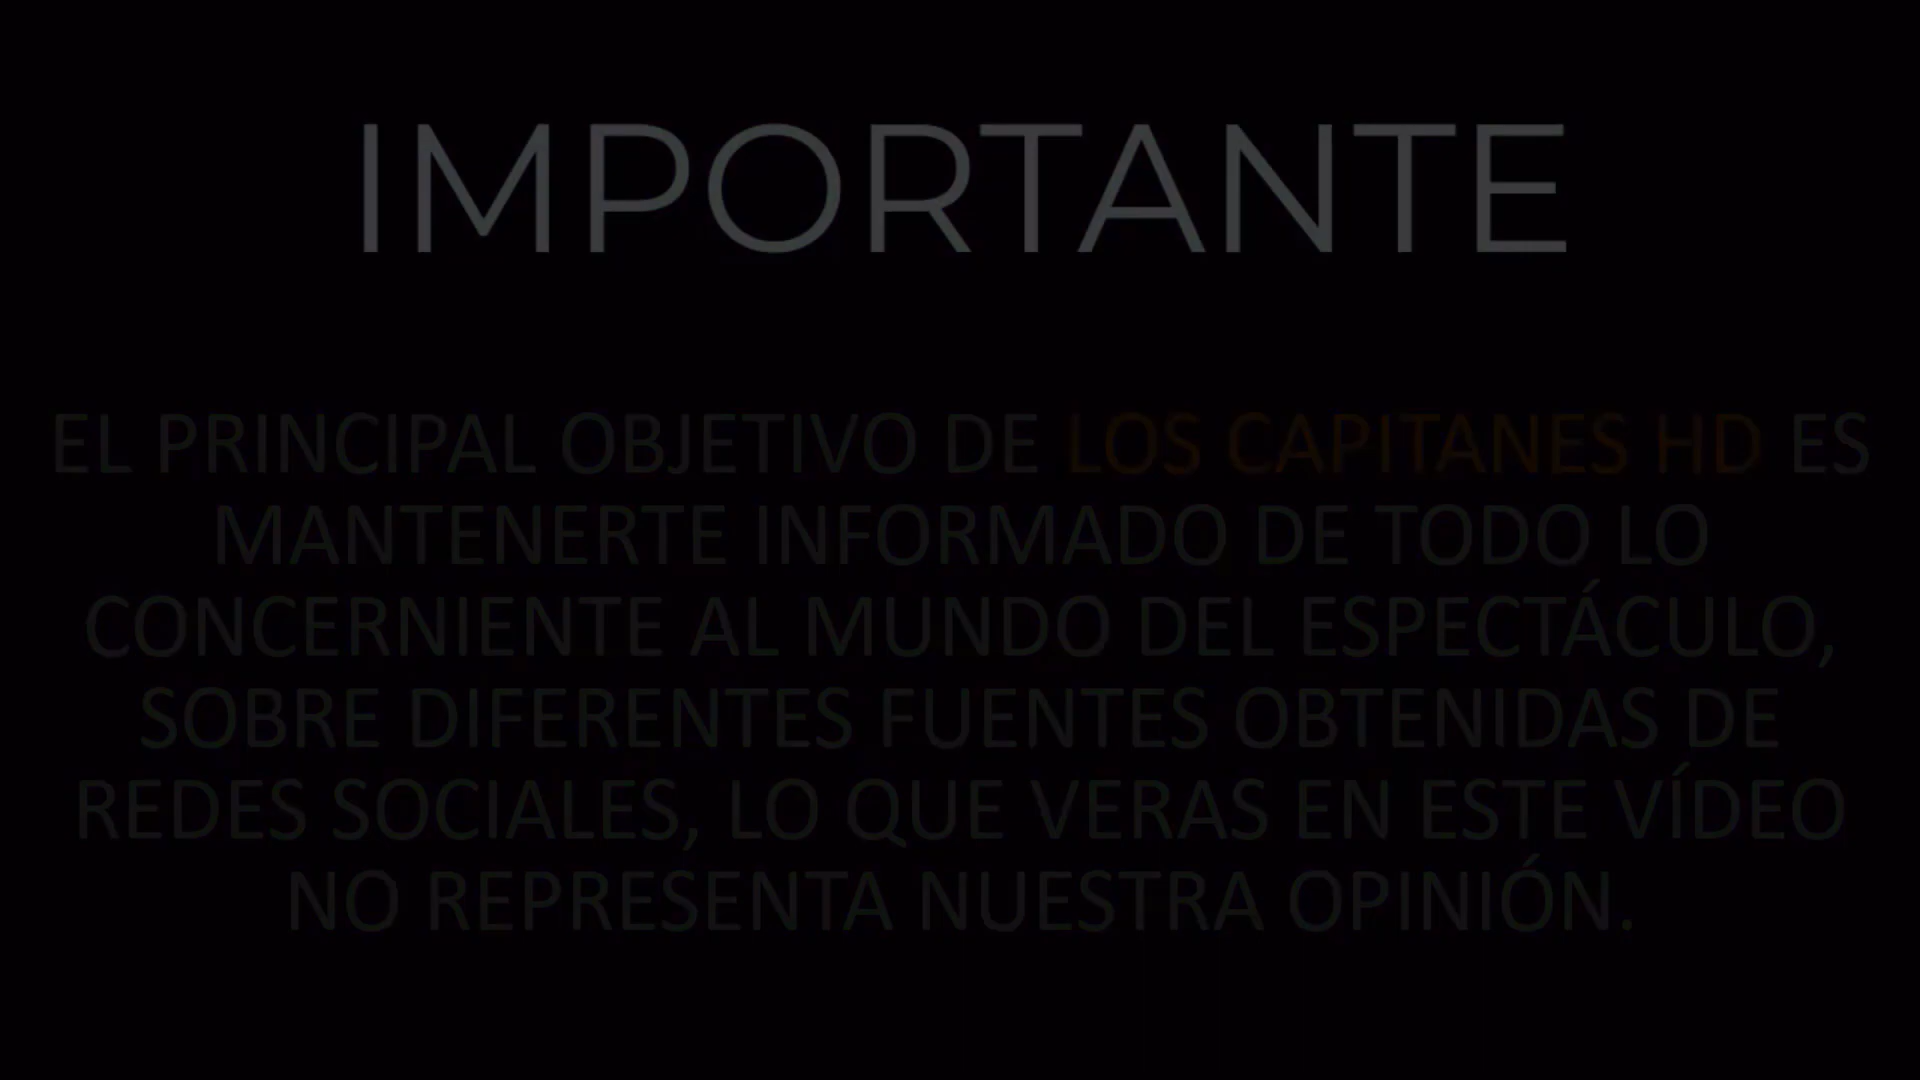 IMPORTANTE
EL PRINCIPAL OBJETIVO DE LOS CAPITANES HD ES
MANTENERTE INFORMADO DE TODO LO
CONCERNIENTE AL MUNDO DEL ESPECTÁCULO,
SOBRE DIFERENTES FUENTES OBTENIDAS DE
REDES SOCIALES, LO QUE VERAS EN ESTE VÍDEO
NO REPRESENTA NUESTRA OPINIÓN.